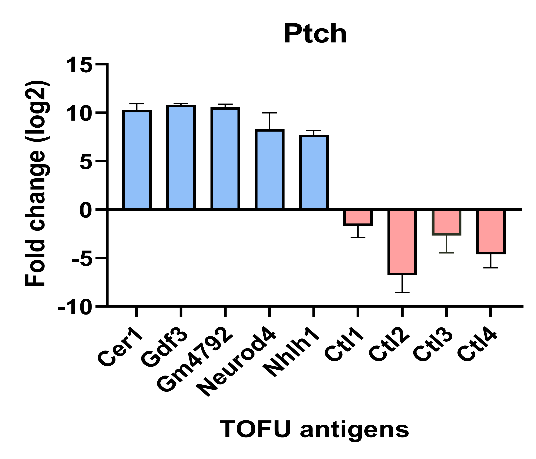 Ptch
Fold change (log2)
15
10
5
0
-5
-10
Cer1
Gdf3
Gm4792
Neurod4
Nhlh1
Ctl1
Ctl2
Ctl3
Ctl4
TOFU antigens